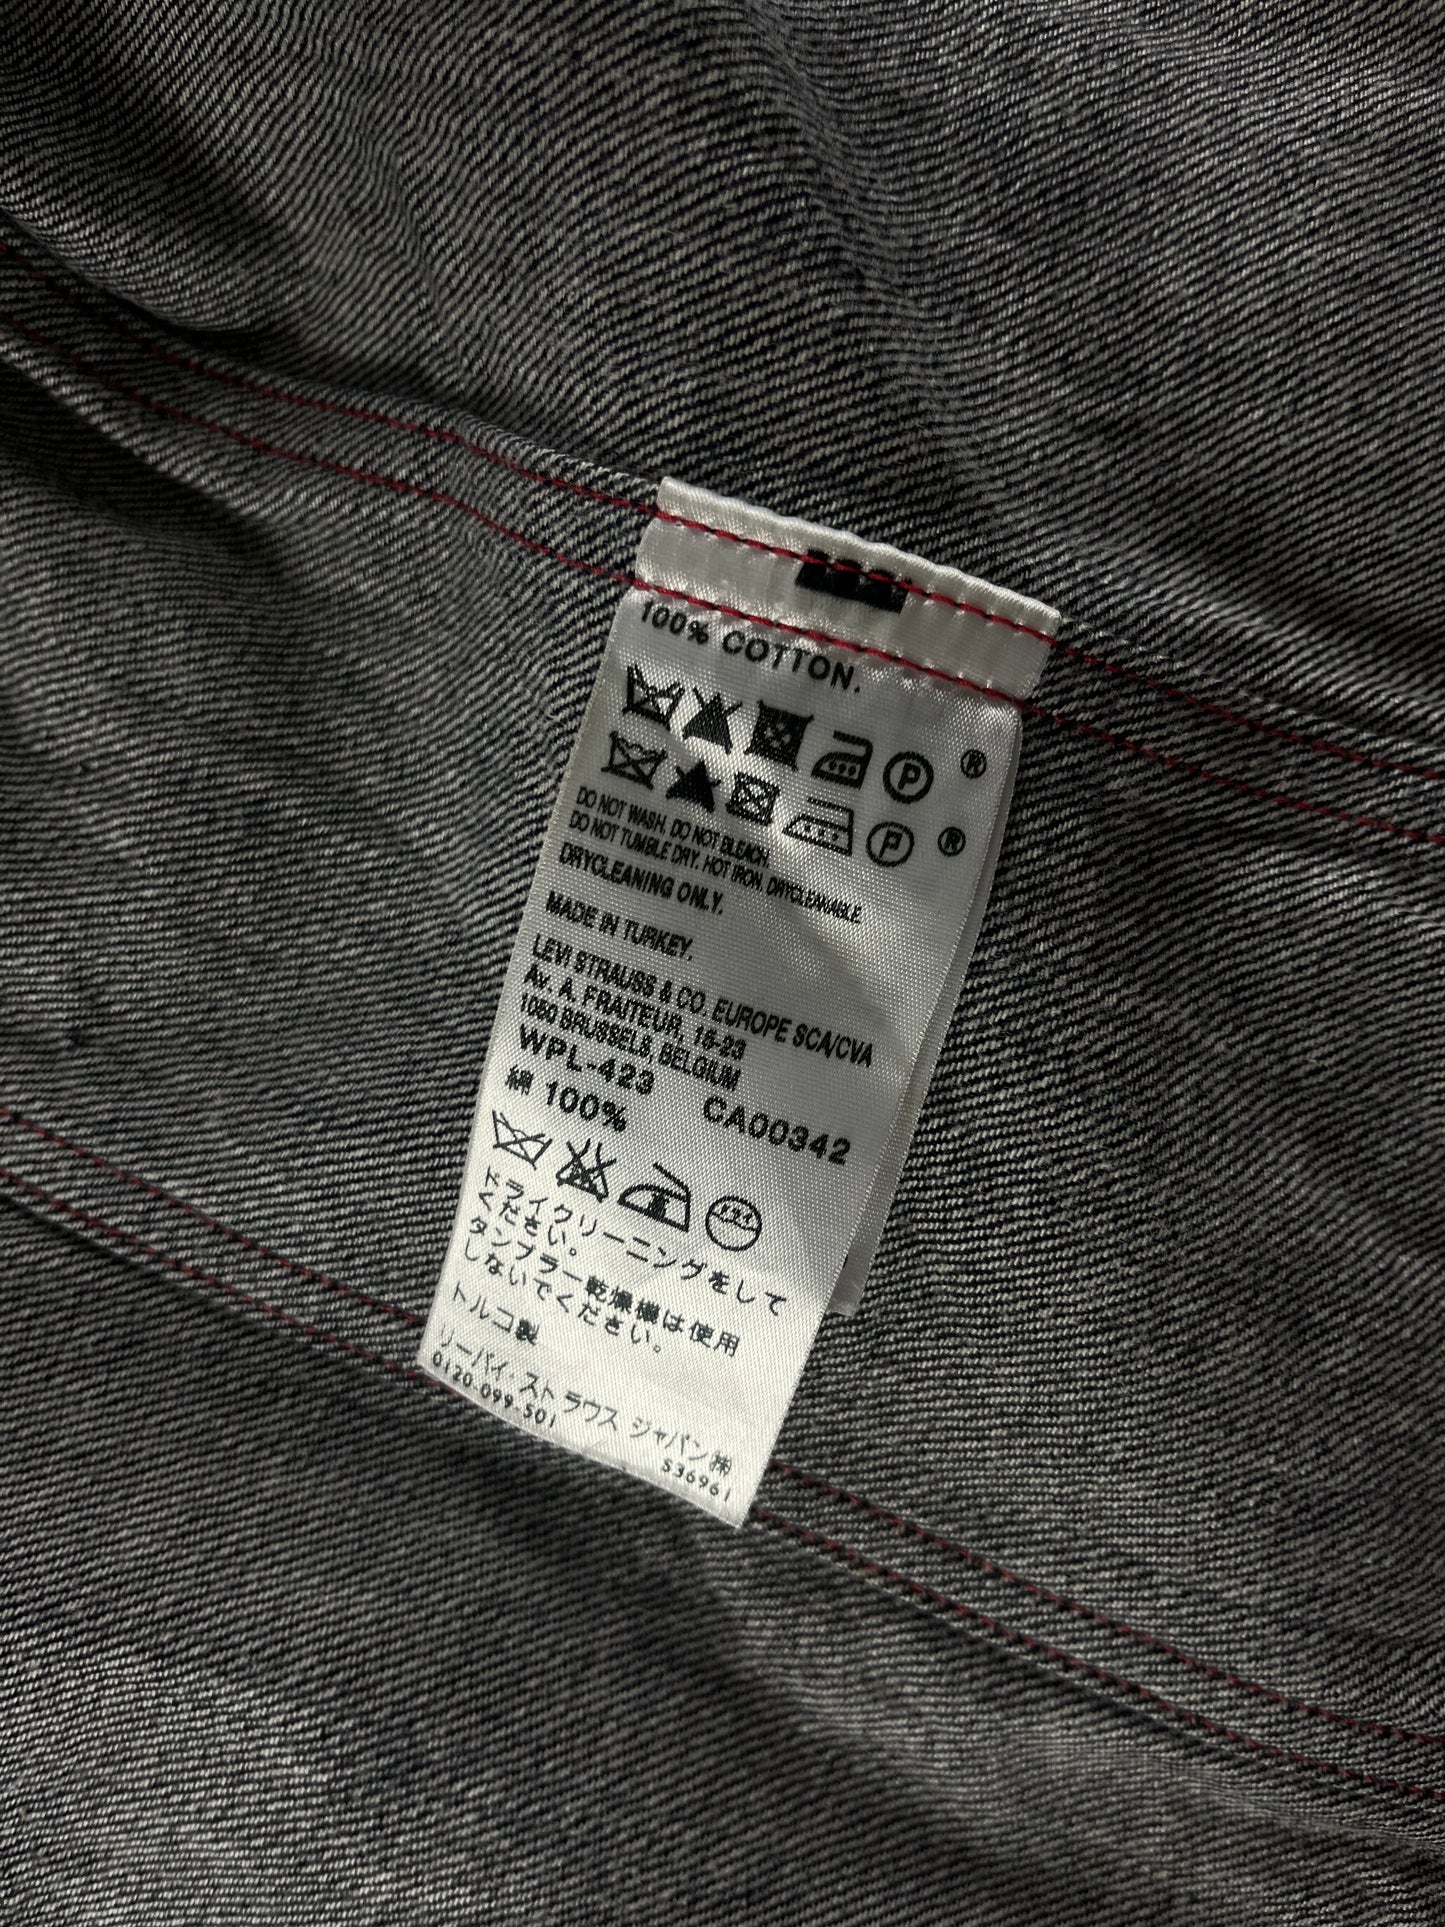 100% COTTON.
P ®
P ®
DO NOT WASH. DO NOT BLEACH.
DO NOT TUMBLE DRY. HOT IRON. DRYCLEANABLE.
DRYCLEANING ONLY.
MADE IN TURKEY.
LEVI STRAUSS & CO. EUROPE SCA/CVA
Av. A. FRAITEUR, 15-23
1050 BRUSSELS, BELGIUM
WPL-423 CA00342
綿 100%
ドライクリーニングをして
ください。
タンブラー乾燥機は使用
しないでください。
トルコ製
リーバイ・ストラウス ジャパン㈱
0120-099-501 536961